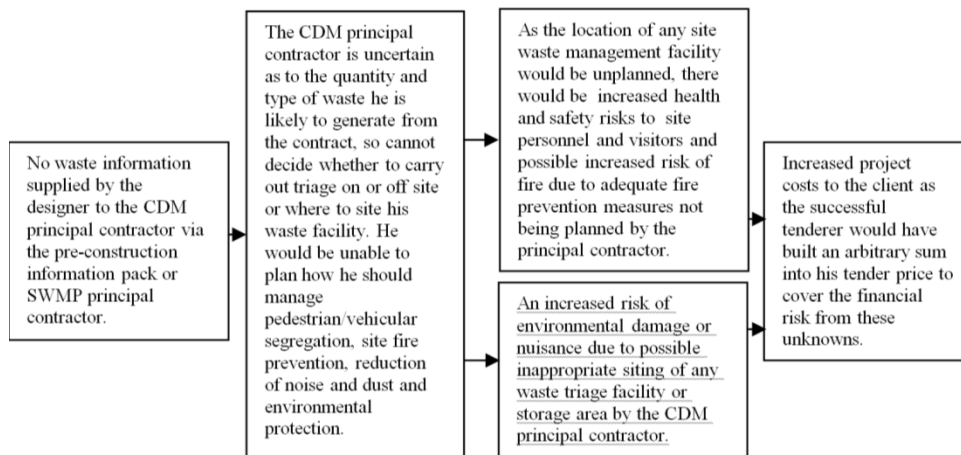 No waste information
supplied by the
designer to the CDM
principal contractor via
the pre-construction
information pack or
SWMP principal
contractor.
The CDM principal
contractor is uncertain
as to the quantity and
type of waste he is
likely to generate from
the contract, so cannot
decide whether to carry
out triage on or off site
or where to site his
waste facility. He
would be unable to
plan how he should
manage
pedestrian/vehicular
segregation, site fire
prevention, reduction
of noise and dust and
environmental
protection.
As the location of any site
waste management facility
would be unplanned, there
would be increased health
and safety risks to site
personnel and visitors and
possible increased risk of
fire due to adequate fire
prevention measures not
being planned by the
principal contractor.
An increased risk of
environmental damage or
nuisance due to possible
inappropriate siting of any
waste triage facility or
storage area by the CDM
principal contractor.
Increased project
costs to the client as
the successful
tenderer would have
built an arbitrary sum
into his tender price to
cover the financial
risk from these
unknowns.